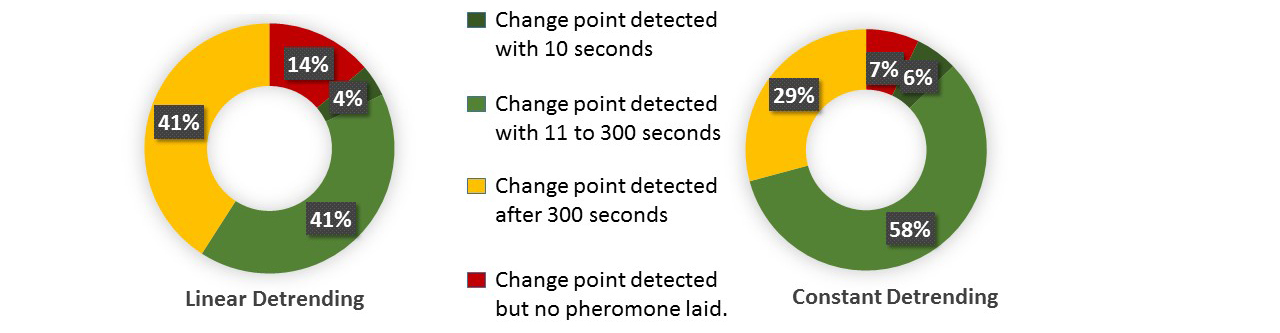 14%
4%
41%
41%
Linear Detrending
Change point detected
with 10 seconds
Change point detected
with 11 to 300 seconds
Change point detected
after 300 seconds
Change point detected
but no pheromone laid.
7%
6%
29%
58%
Constant Detrending